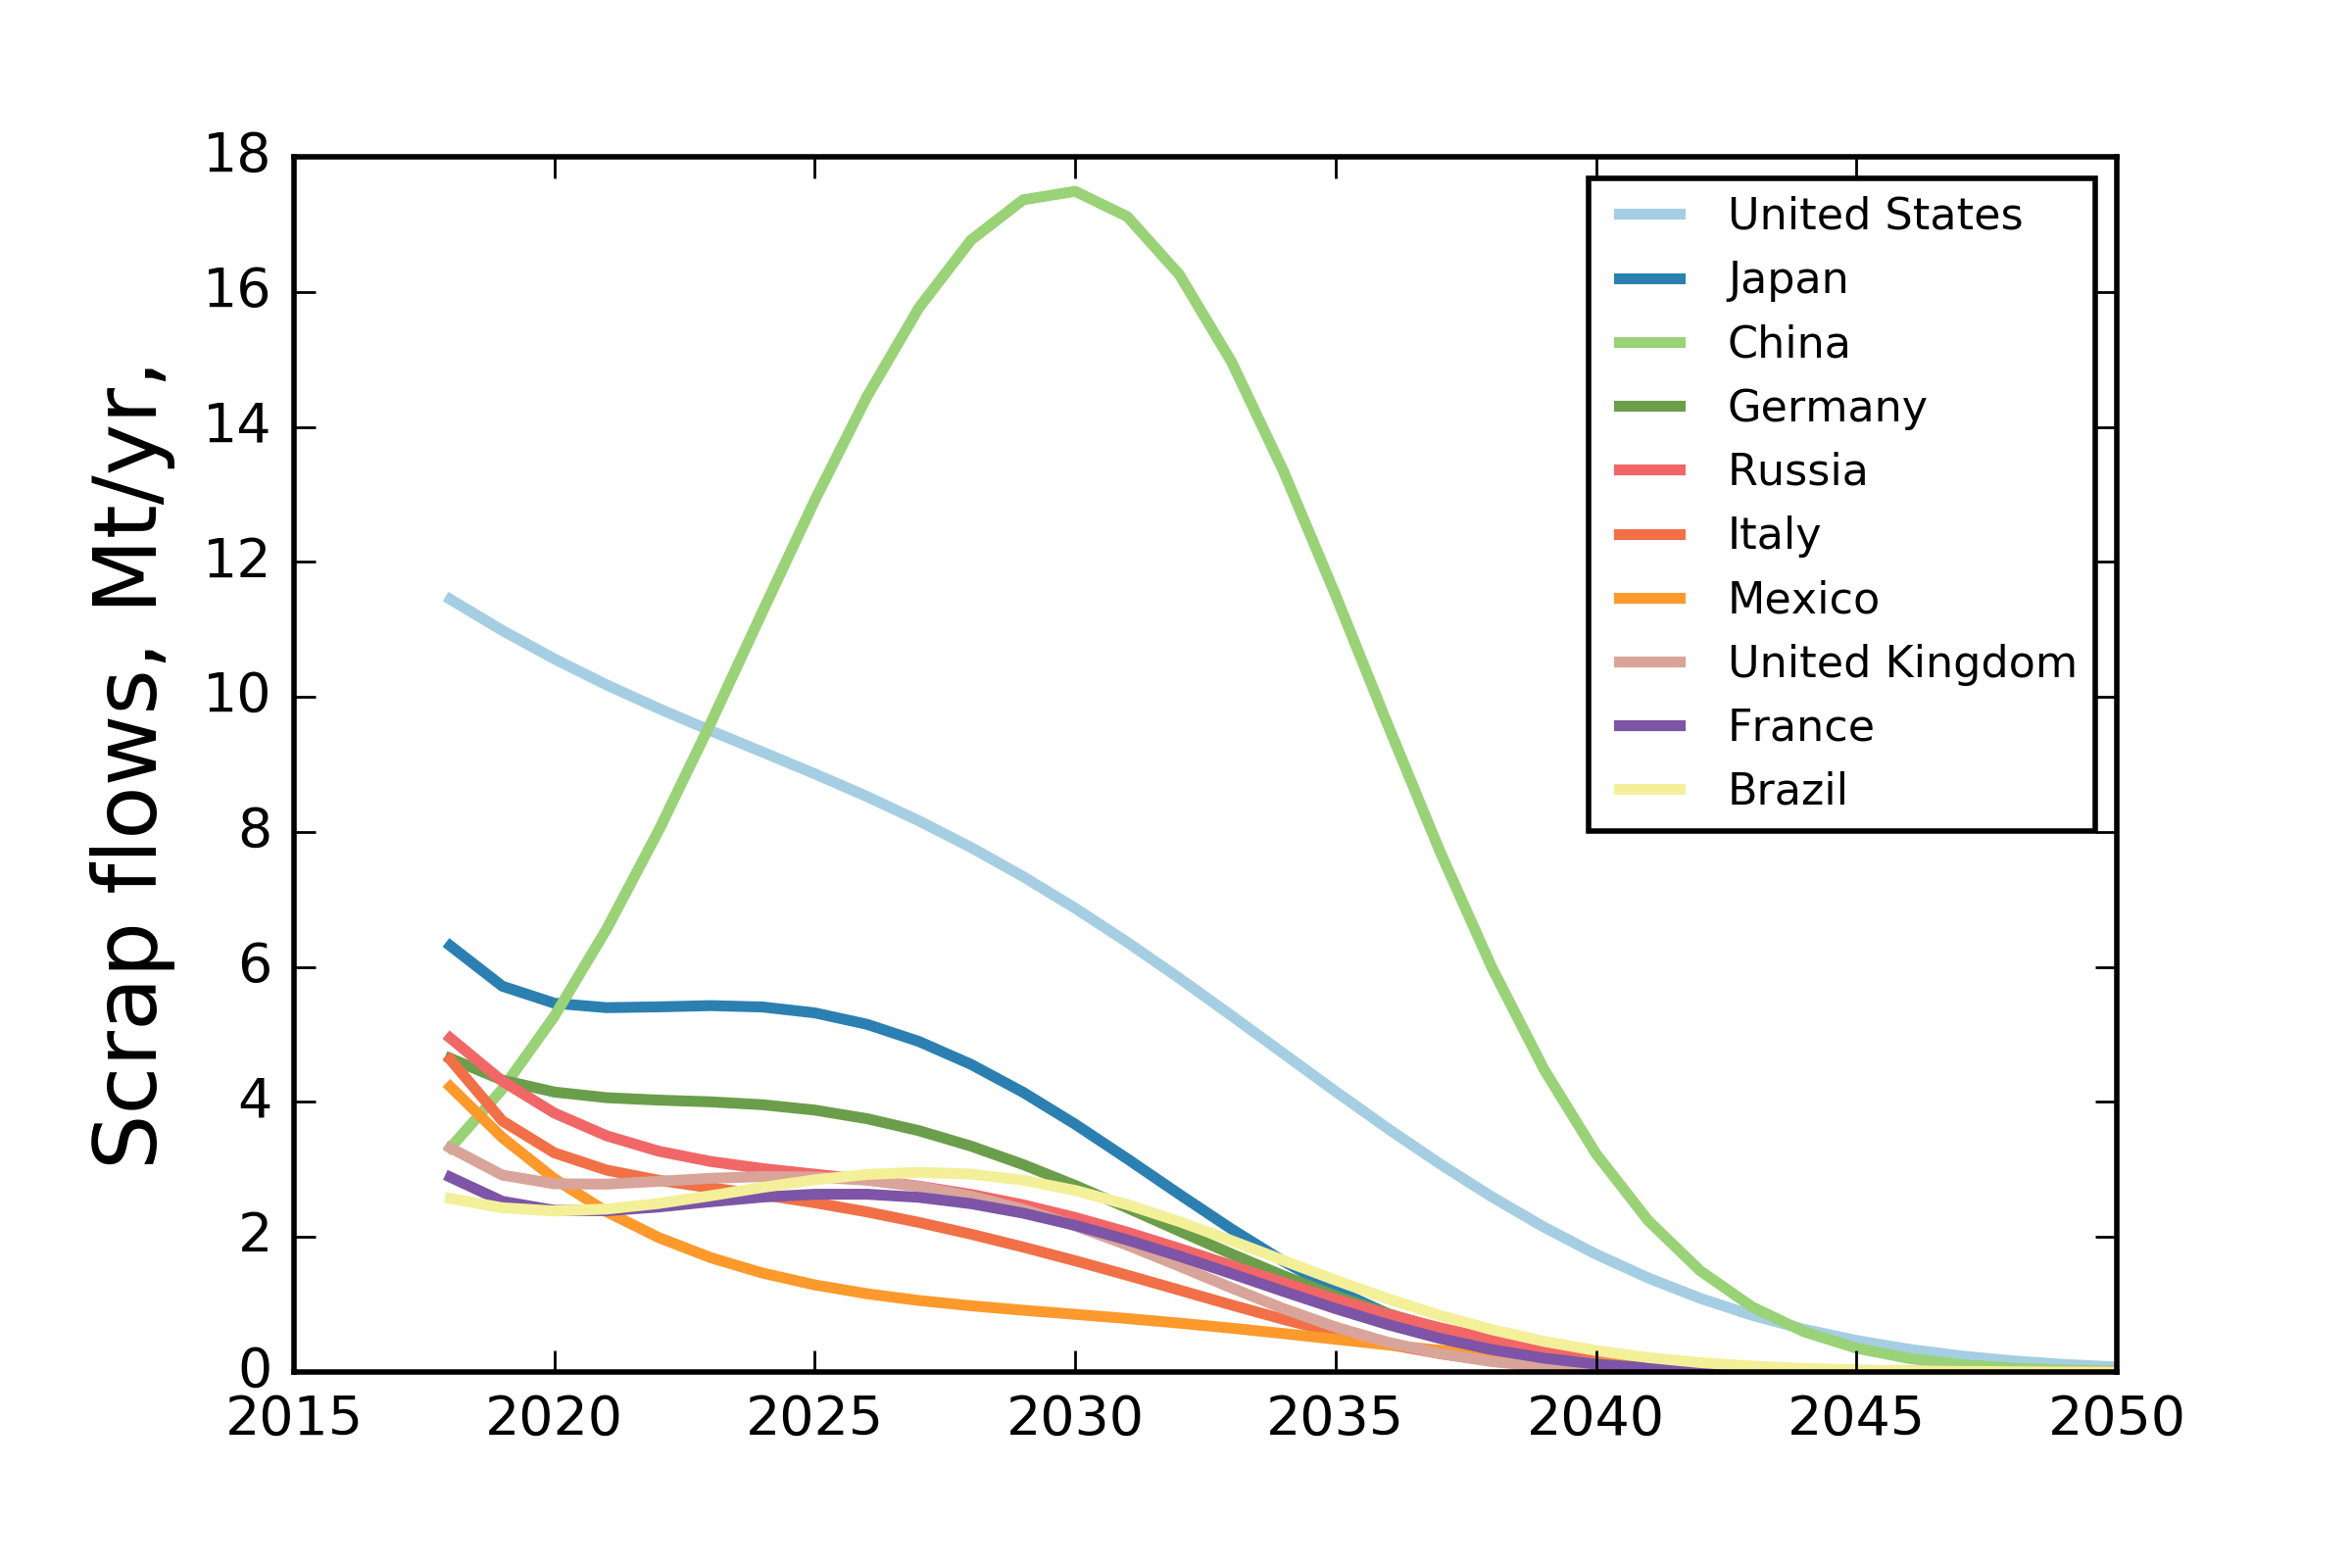 Scrap flows, Mt/yr,
18
16
14
12
10
8
6
4
2
0
2015 2020 2025 2030 2035 2040 2045 2050
United States
Japan
China
Germany
Russia
Italy
Mexico
United Kingdom
France
Brazil